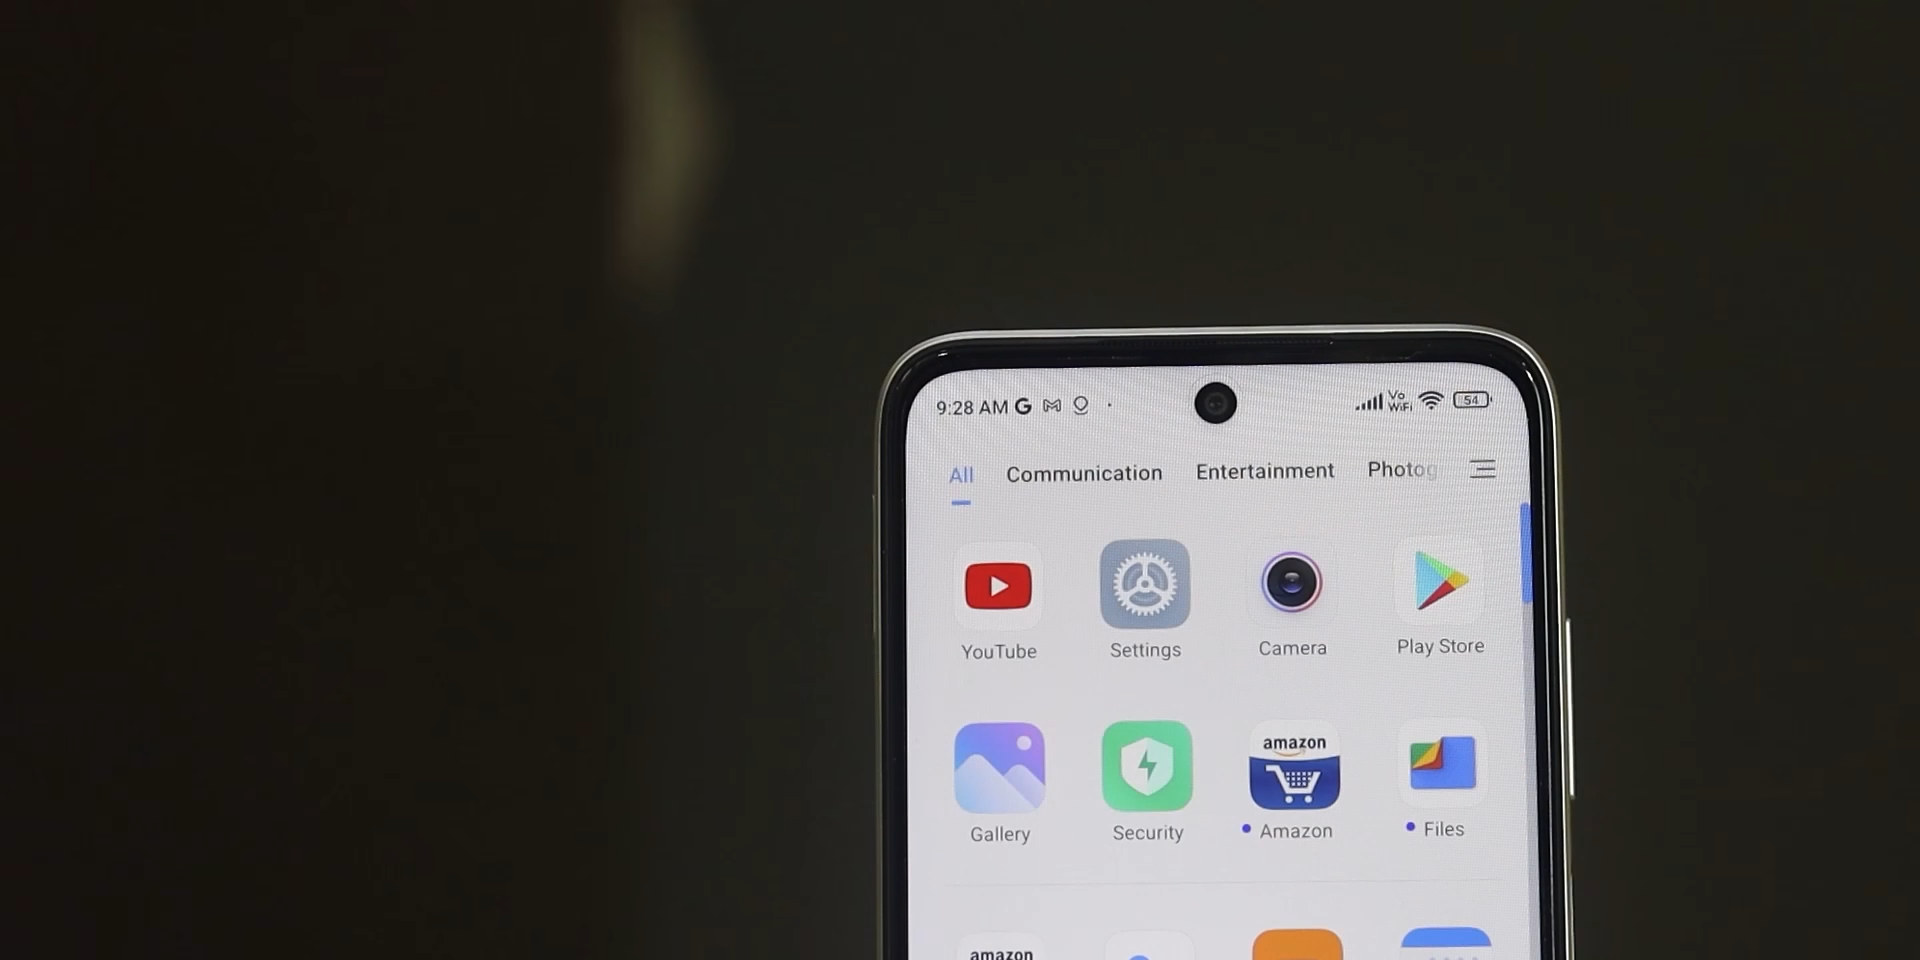 9:28 AM G M Vo WiFi 54
All Communication Entertainment Photog
YouTube Settings Camera Play Store
amazon
Gallery Security Amazon Files
amazon